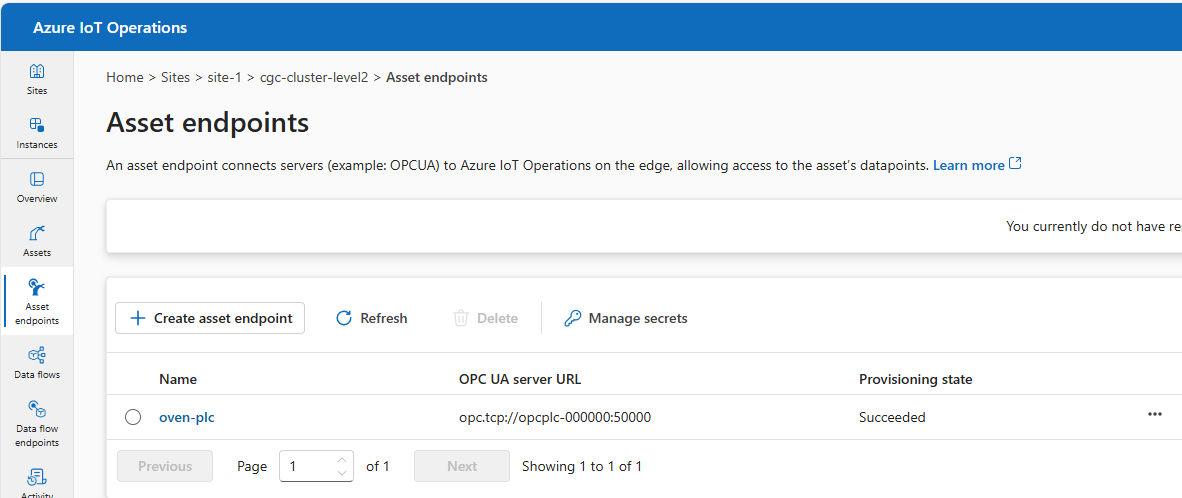 Azure IoT Operations
Sites
Instances
Overview
Assets
Asset
endpoints
Data flows
Data flow
endpoints
Activity
Home > Sites > site-1 > cgc-cluster-level2 > Asset endpoints
Asset endpoints
An asset endpoint connects servers (example: OPCUA) to Azure IoT Operations on the edge, allowing access to the asset’s datapoints. Learn more
You currently do not have re
Create asset endpoint Refresh Delete Manage secrets
Name OPC UA server URL Provisioning state
oven-plc opc.tcp://opcplc-000000:50000 Succeeded ...
Previous Page 1 of 1 Next Showing 1 to 1 of 1